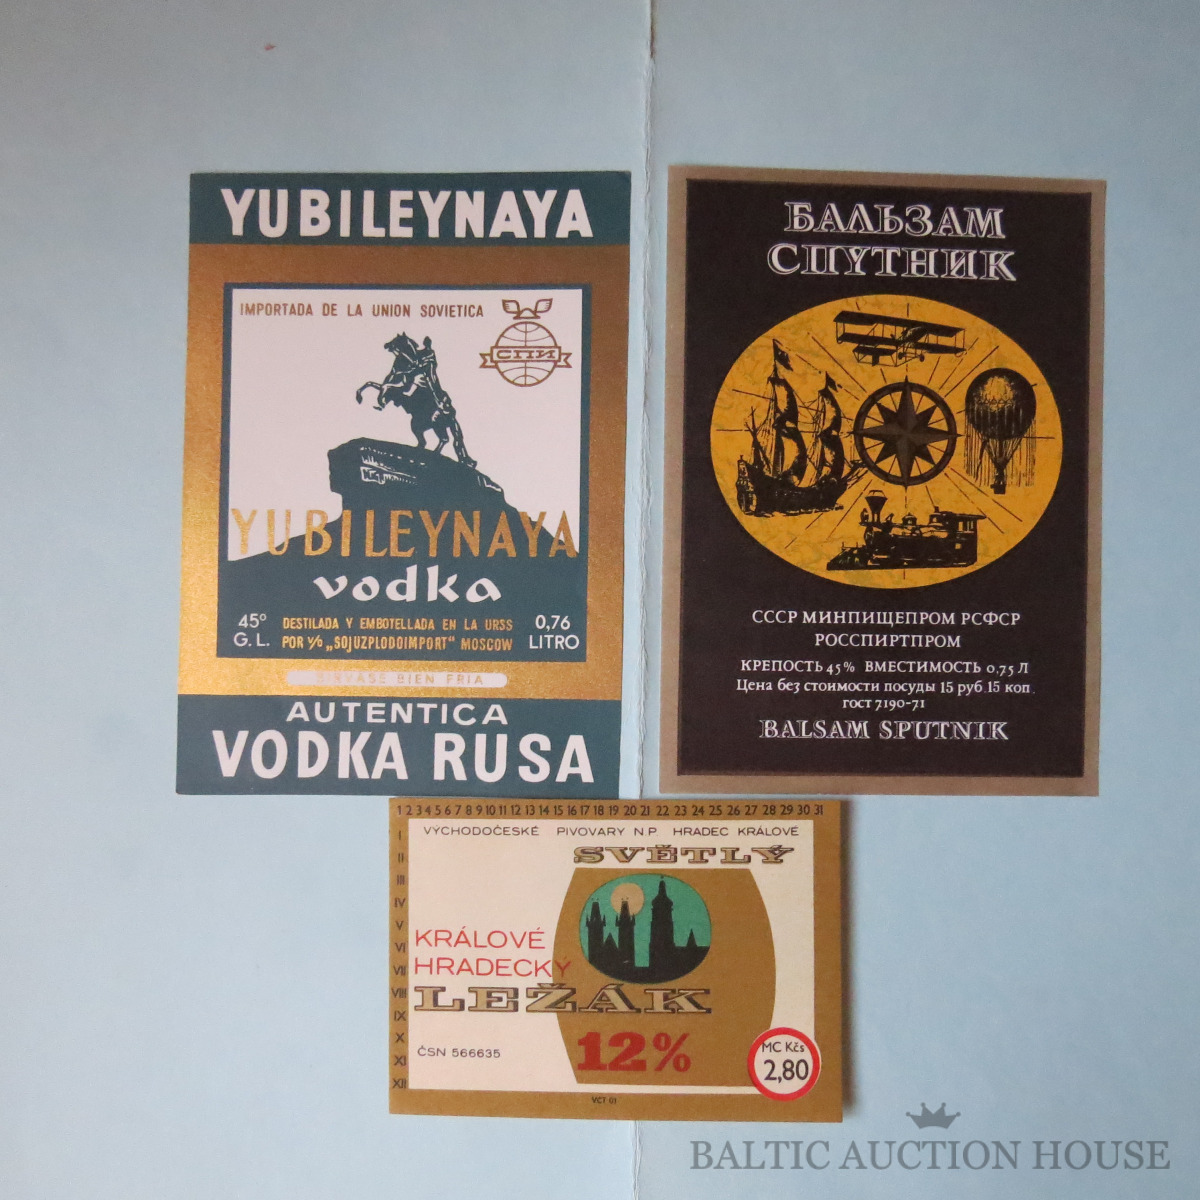 YUBILEYNAYA
IMPORTADA DE LA UNION SOVIETICA
СПИ
YUBILEYNAYA
vodka
45º
G. L.
DESTILADA Y EMBOTELLADA EN LA URSS
POR V/O „SOJUZPLODOIMPORT" MOSCOW
0,76
LITRO
SIRVASE BIEN FRIA
AUTENTICA
VODKA RUSA
БАЛЬЗАМ
СПУТНИК
СССР МИНПИЩЕПРОМ РСФСР
РОССПИРТПРОМ
КРЕПОСТЬ 45% ВМЕСТИМОСТЬ 0,75 Л
Цена без стоимости посуды 15 руб. 15 коп.
ГОСТ 7190-71
BALSAM SPUTNIK
1 2 3 4 5 6 7 8 9 10 11 12 13 14 15 16 17 18 19 20 21 22 23 24 25 26 27 28 29 30 31
I
II
III
IV
V
VI
VII
VIII
IX
X
XI
XII
VÝCHODOČESKÉ PIVOVARY N.P. HRADEC KRÁLOVÉ
SVĚTLÝ
KRÁLOVÉ
HRADECKÝ
LEŽÁK
12%
ČSN 566635
MC Kčs
2,80
VCT 01
BALTIC AUCTION HOUSE